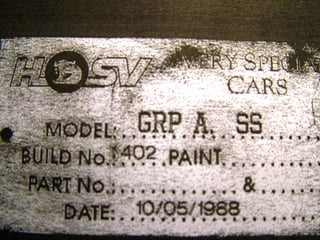 HSV VERY SPECIAL
CARS
MODEL: GRP A SS
BUILD No.: 402 PAINT
PART No.: &
DATE: 10/05/1988